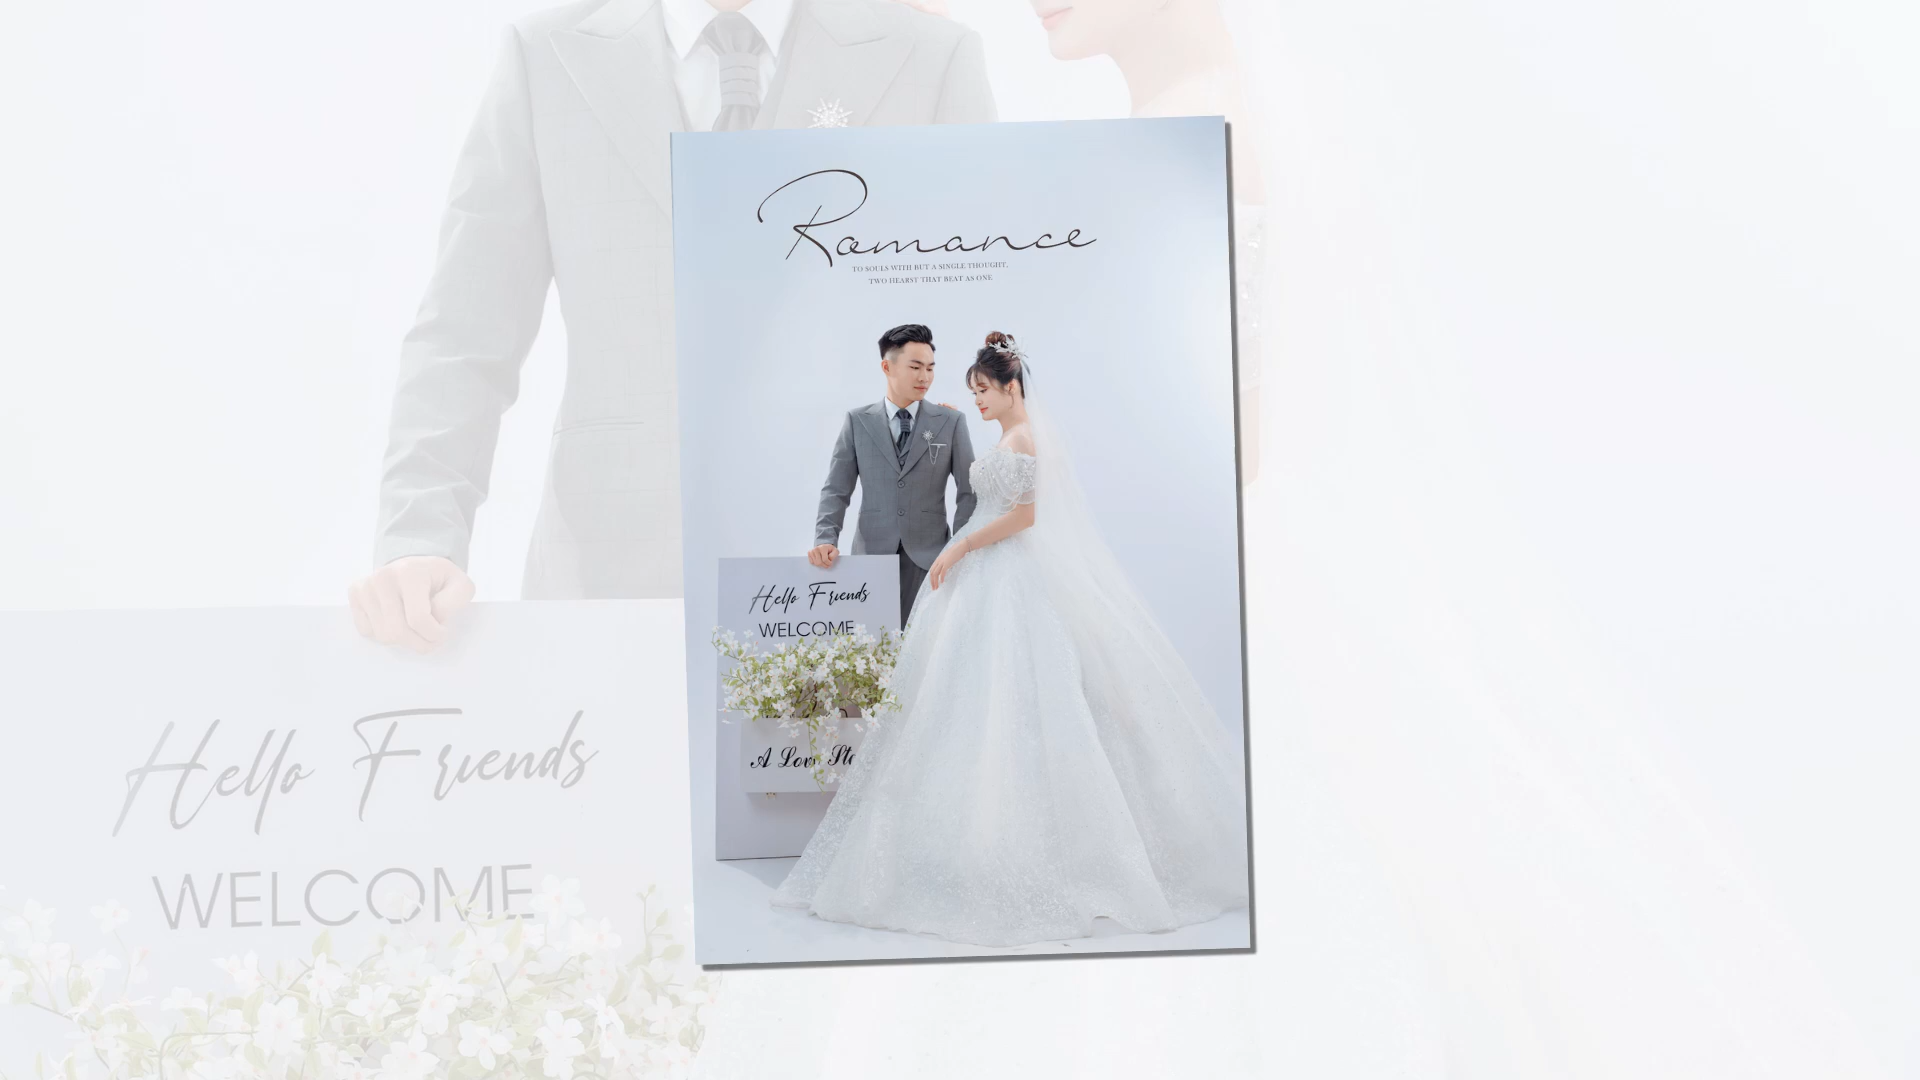 Romance
TO SOULS WITH BUT A SINGLE THOUGHT,
TWO HEARST THAT BEAT AS ONE
Hello Friends
WELCOME
A Love Sto
Hello Friends
WELCOME